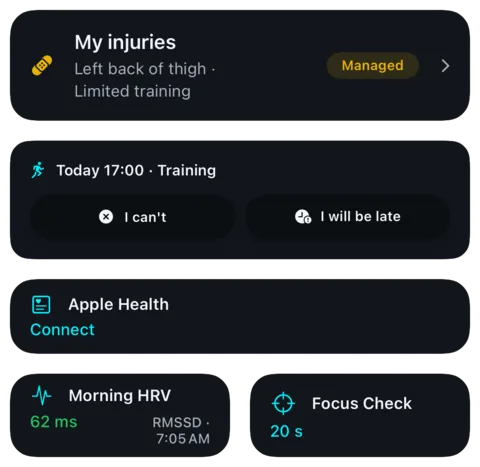 My injuries
Left back of thigh ·
Limited training
Managed
Today 17:00 · Training
I can't
I will be late
Apple Health
Connect
Morning HRV
62 ms
RMSSD ·
7:05 AM
Focus Check
20 s